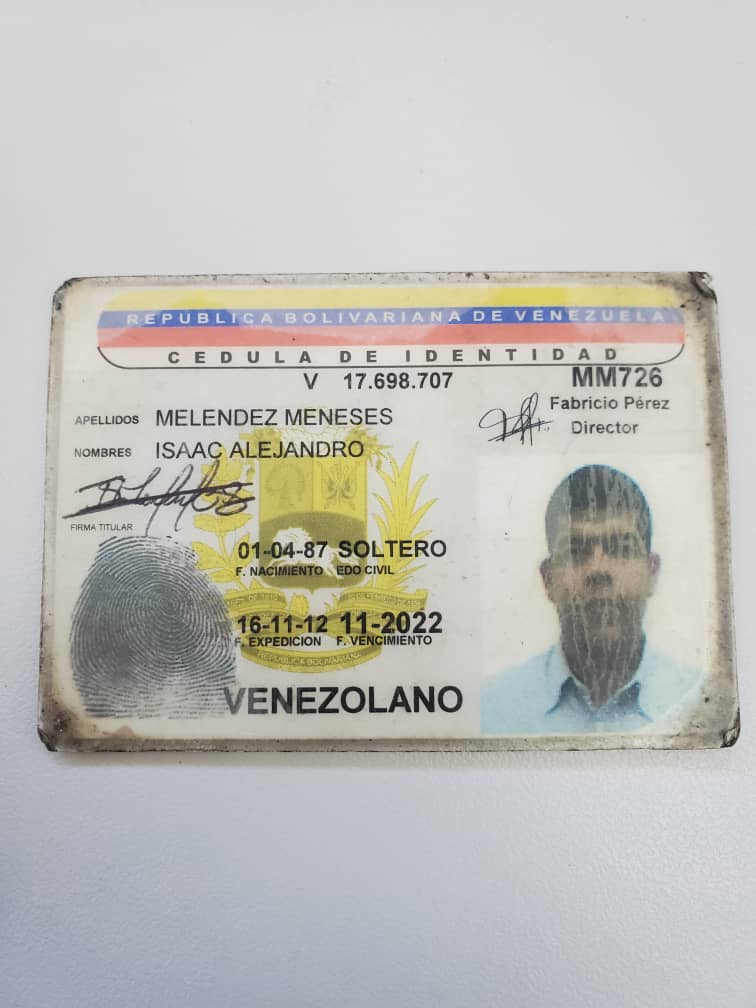 REPUBLICA BOLIVARIANA DE VENEZUELA
CEDULA DE IDENTIDAD
V 17.698.707
MM726
Fabricio Pérez
Director
APELLIDOS MELENDEZ MENESES
NOMBRES ISAAC ALEJANDRO
FIRMA TITULAR
01-04-87 SOLTERO
F. NACIMIENTO EDO CIVIL
16-11-12 11-2022
F. EXPEDICION F. VENCIMIENTO
REPUBLICA BOLIVARIANA
VENEZOLANO